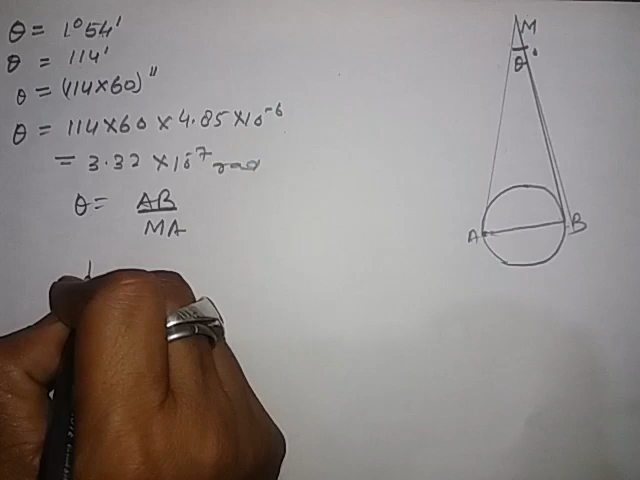 θ = 1°54'
θ = 114'
θ = (114×60)"
θ = 114×60 × 4.85×10⁻⁶
= 3.32 ×10⁻⁷ rad
θ = AB/MA
M
θ
A B